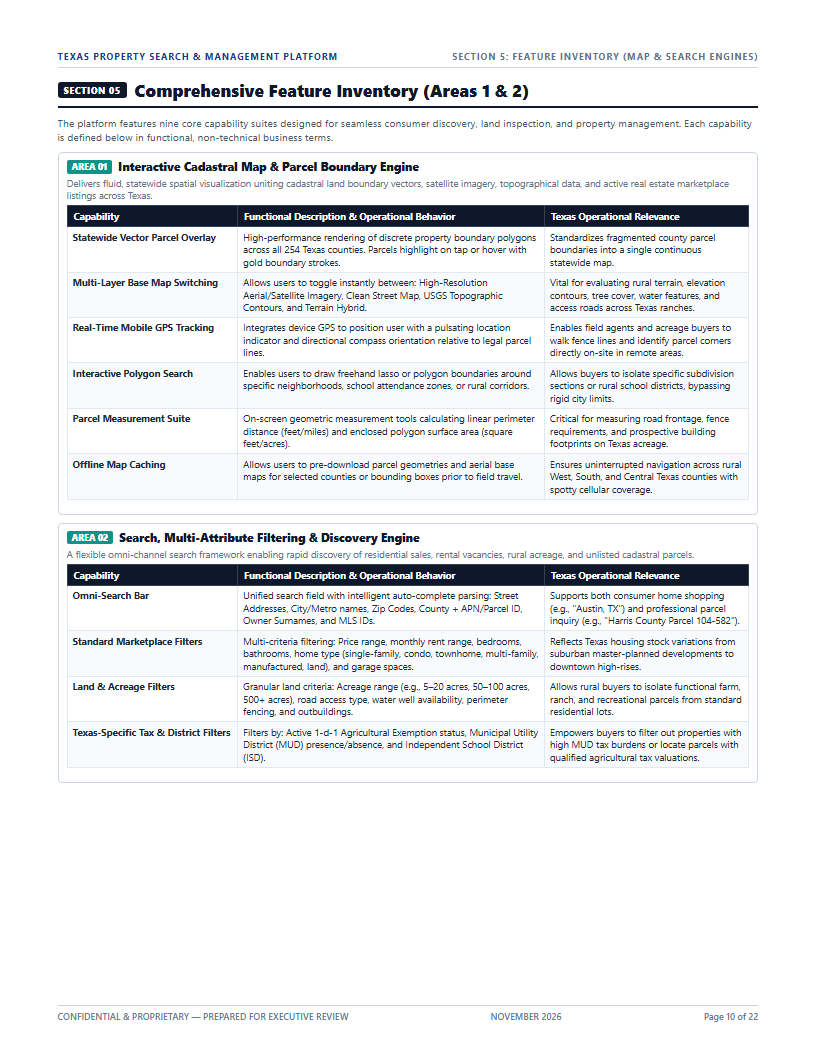 TEXAS PROPERTY SEARCH & MANAGEMENT PLATFORM
SECTION 5: FEATURE INVENTORY (MAP & SEARCH ENGINES)
SECTION 05 Comprehensive Feature Inventory (Areas 1 & 2)
The platform features nine core capability suites designed for seamless consumer discovery, land inspection, and property management. Each capability
is defined below in functional, non-technical business terms.
AREA 01 Interactive Cadastral Map & Parcel Boundary Engine
Delivers fluid, statewide spatial visualization uniting cadastral land boundary vectors, satellite imagery, topographical data, and active real estate marketplace
listings across Texas.
Capability
Functional Description & Operational Behavior
Texas Operational Relevance
Statewide Vector Parcel Overlay
High-performance rendering of discrete property boundary polygons
across all 254 Texas counties. Parcels highlight on tap or hover with
gold boundary strokes.
Standardizes fragmented county parcel
boundaries into a single continuous
statewide map.
Multi-Layer Base Map Switching
Allows users to toggle instantly between: High-Resolution
Aerial/Satellite Imagery, Clean Street Map, USGS Topographic
Contours, and Terrain Hybrid.
Vital for evaluating rural terrain, elevation
contours, tree cover, water features, and
access roads across Texas ranches.
Real-Time Mobile GPS Tracking
Integrates device GPS to position user with a pulsating location
indicator and directional compass orientation relative to legal parcel
lines.
Enables field agents and acreage buyers to
walk fence lines and identify parcel corners
directly on-site in remote areas.
Interactive Polygon Search
Enables users to draw freehand lasso or polygon boundaries around
specific neighborhoods, school attendance zones, or rural corridors.
Allows buyers to isolate specific subdivision
sections or rural school districts, bypassing
rigid city limits.
Parcel Measurement Suite
On-screen geometric measurement tools calculating linear perimeter
distance (feet/miles) and enclosed polygon surface area (square
feet/acres).
Critical for measuring road frontage, fence
requirements, and prospective building
footprints on Texas acreage.
Offline Map Caching
Allows users to pre-download parcel geometries and aerial base
maps for selected counties or bounding boxes prior to field travel.
Ensures uninterrupted navigation across rural
West, South, and Central Texas counties with
spotty cellular coverage.
AREA 02 Search, Multi-Attribute Filtering & Discovery Engine
A flexible omni-channel search framework enabling rapid discovery of residential sales, rental vacancies, rural acreage, and unlisted cadastral parcels.
Capability
Functional Description & Operational Behavior
Texas Operational Relevance
Omni-Search Bar
Unified search field with intelligent auto-complete parsing: Street
Addresses, City/Metro names, Zip Codes, County + APN/Parcel ID,
Owner Surnames, and MLS IDs.
Supports both consumer home shopping
(e.g., "Austin, TX") and professional parcel
inquiry (e.g., "Harris County Parcel 104-582").
Standard Marketplace Filters
Multi-criteria filtering: Price range, monthly rent range, bedrooms,
bathrooms, home type (single-family, condo, townhome, multi-family,
manufactured, land), and garage spaces.
Reflects Texas housing stock variations from
suburban master-planned developments to
downtown high-rises.
Land & Acreage Filters
Granular land criteria: Acreage range (e.g., 5–20 acres, 50–100 acres,
500+ acres), road access type, water well availability, perimeter
fencing, and outbuildings.
Allows rural buyers to isolate functional farm,
ranch, and recreational parcels from standard
residential lots.
Texas-Specific Tax & District Filters
Filters by: Active 1-d-1 Agricultural Exemption status, Municipal Utility
District (MUD) presence/absence, and Independent School District
(ISD).
Empowers buyers to filter out properties with
high MUD tax burdens or locate parcels with
qualified agricultural tax valuations.
CONFIDENTIAL & PROPRIETARY — PREPARED FOR EXECUTIVE REVIEW
NOVEMBER 2026
Page 10 of 22